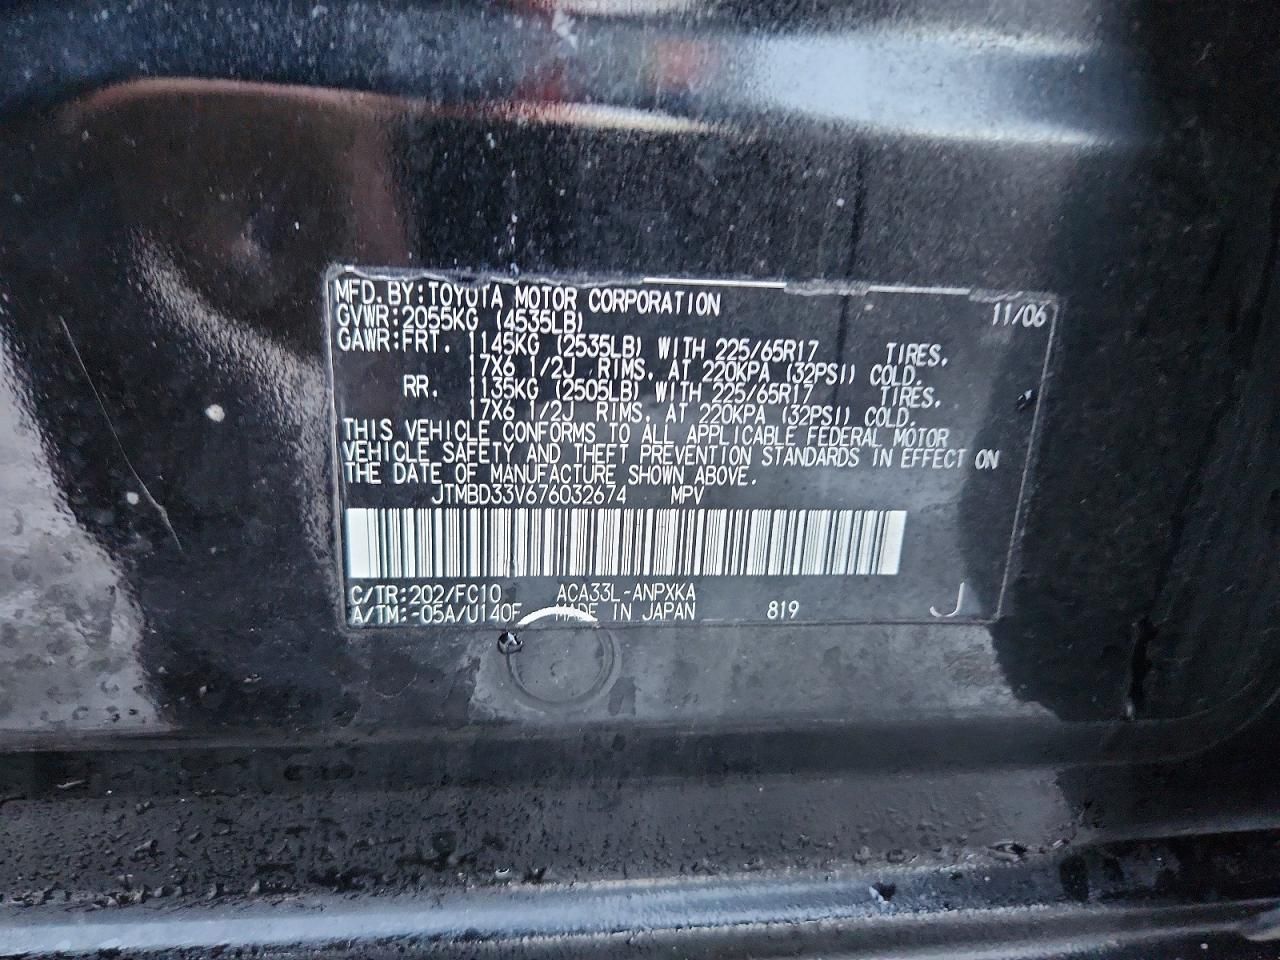 MFD. BY: TOYOTA MOTOR CORPORATION 11/06
GVWR: 2055KG (4535LB)
GAWR: FRT. 1145KG (2535LB) WITH 225/65R17 TIRES,
17X6 1/2J RIMS, AT 220KPA (32PSI) COLD.
RR. 1135KG (2505LB) WITH 225/65R17 TIRES,
17X6 1/2J RIMS, AT 220KPA (32PSI) COLD.
THIS VEHICLE CONFORMS TO ALL APPLICABLE FEDERAL MOTOR
VEHICLE SAFETY AND THEFT PREVENTION STANDARDS IN EFFECT ON
THE DATE OF MANUFACTURE SHOWN ABOVE.
JTMBD33V676032674 MPV
C/TR: 202/FC10 ACA33L-ANPXKA
A/TM: -05A/U140F MADE IN JAPAN 819 J